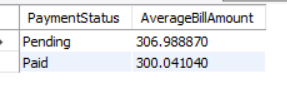 PaymentStatus AverageBillAmount
Pending 306.988870
Paid 300.041040